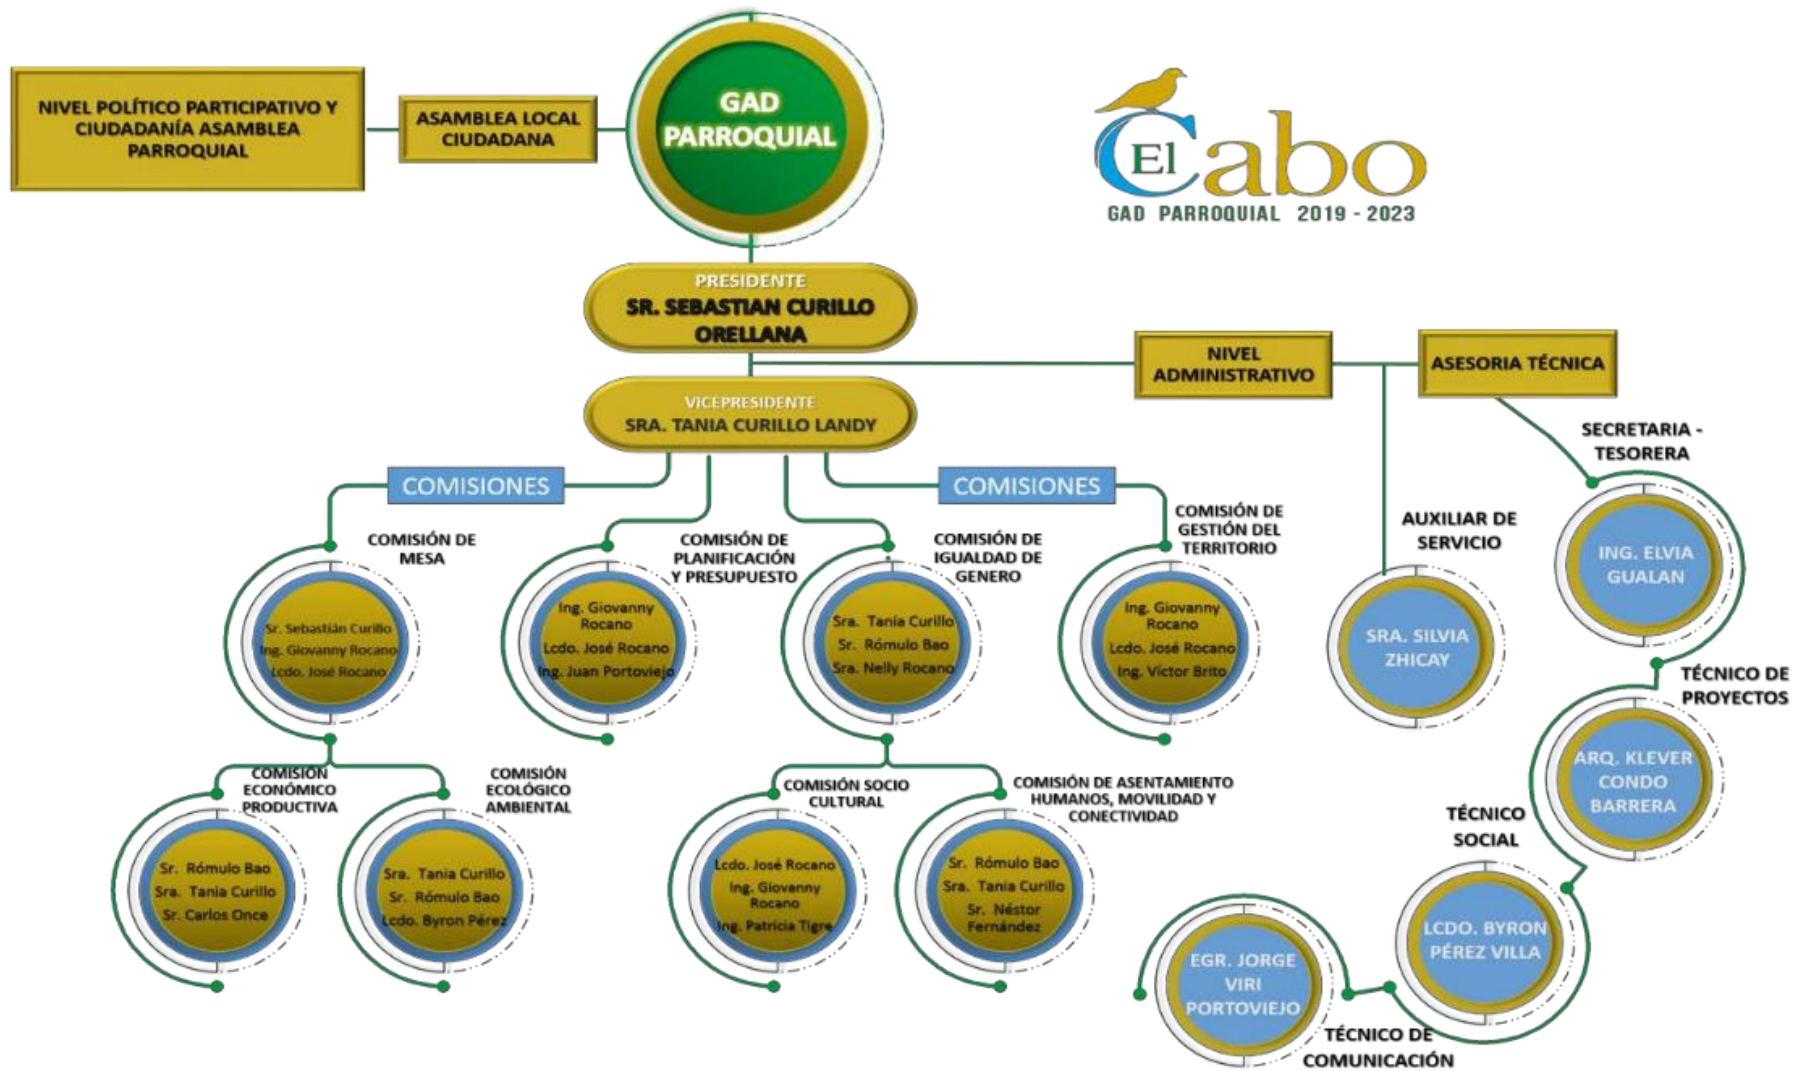 NIVEL POLÍTICO PARTICIPATIVO Y
CIUDADANÍA ASAMBLEA
PARROQUIAL
ASAMBLEA LOCAL
CIUDADANA
GAD
PARROQUIAL
El Cabo
GAD PARROQUIAL 2019 - 2023
PRESIDENTE
SR. SEBASTIAN CURILLO
ORELLANA
VICEPRESIDENTE
SRA. TANIA CURILLO LANDY
NIVEL
ADMINISTRATIVO
ASESORIA TÉCNICA
COMISIONES
COMISIONES
COMISIÓN DE
MESA
Sr. Sebastián Curillo
Ing. Giovanny Rocano
Lcdo. José Rocano
COMISIÓN DE
PLANIFICACIÓN
Y PRESUPUESTO
Ing. Giovanny
Rocano
Lcdo. José Rocano
Ing. Juan Portoviejo
COMISIÓN DE
IGUALDAD DE
GENERO
Sra. Tanía Curillo
Sr. Rómulo Bao
Sra. Nelly Rocano
COMISIÓN DE
GESTIÓN DEL
TERRITORIO
Ing. Giovanny
Rocano
Lcdo. José Rocano
Ing. Víctor Brito
COMISIÓN
ECONÓMICO
PRODUCTIVA
Sr. Rómulo Bao
Sra. Tania Curillo
Sr. Carlos Once
COMISIÓN
ECOLÓGICO
AMBIENTAL
Sra. Tania Curillo
Sr. Rómulo Bao
Lcdo. Byron Pérez
COMISIÓN SOCIO
CULTURAL
Lcdo. José Rocano
Ing. Giovanny
Rocano
Ing. Patricia Tigre
COMISIÓN DE ASENTAMIENTO
HUMANOS, MOVILIDAD Y
CONECTIVIDAD
Sr. Rómulo Bao
Sra. Tania Curillo
Sr. Néstor
Fernández
AUXILIAR DE
SERVICIO
SRA. SILVIA
ZHICAY
SECRETARIA -
TESORERA
ING. ELVIA
GUALAN
TÉCNICO DE
PROYECTOS
ARQ. KLEVER
CONDO
BARRERA
TÉCNICO
SOCIAL
LCDO. BYRON
PÉREZ VILLA
EGR. JORGE
VIRI
PORTOVIEJO
TÉCNICO DE
COMUNICACIÓN